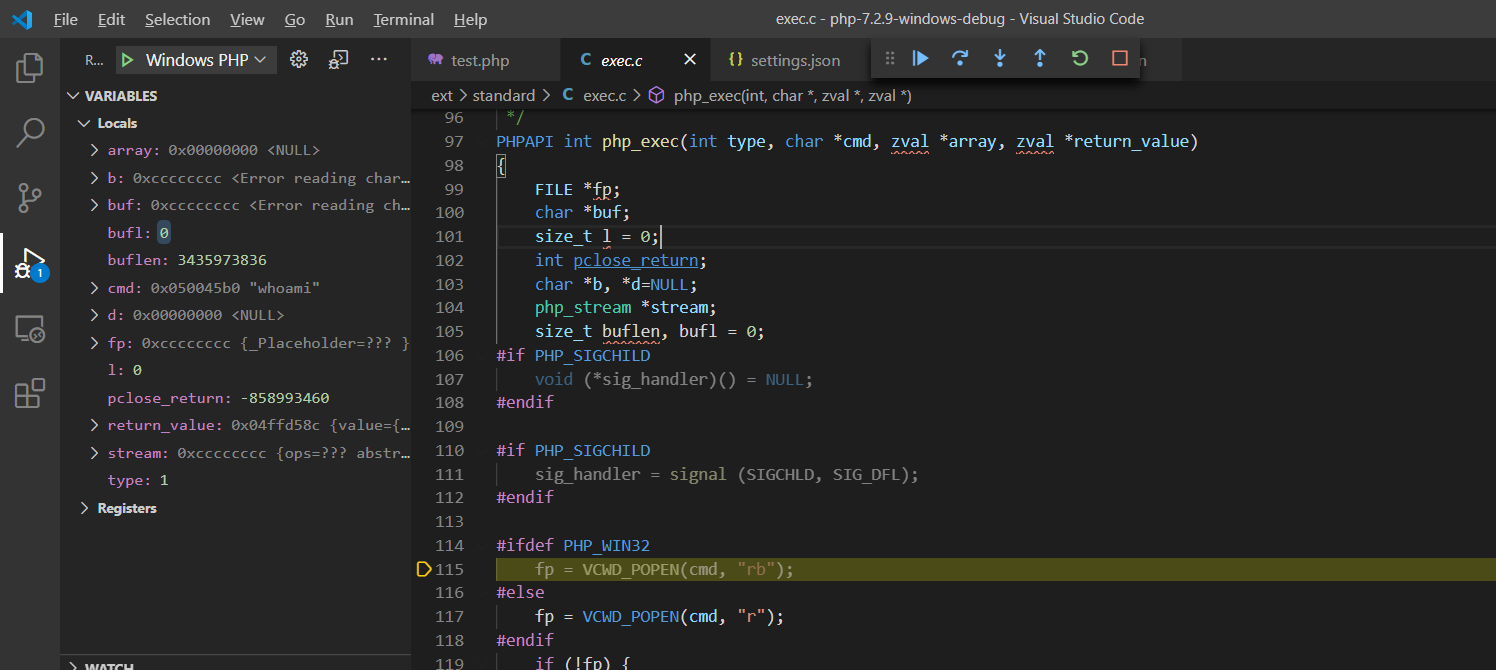 File Edit Selection View Go Run Terminal Help exec.c - php-7.2.9-windows-debug - Visual Studio Code
R... Windows PHP ... test.php C exec.c {} settings.json n
ext > standard > C exec.c > php_exec(int, char *, zval *, zval *)
VARIABLES
Locals
array: 0x00000000 <NULL>
b: 0xcccccccc <Error reading char...
buf: 0xcccccccc <Error reading ch...
bufl: 0
buflen: 3435973836
cmd: 0x050045b0 "whoami"
d: 0x00000000 <NULL>
fp: 0xcccccccc {_Placeholder=??? }
l: 0
pclose_return: -858993460
return_value: 0x04ffd58c {value={...
stream: 0xcccccccc {ops=??? abstr...
type: 1
Registers
WATCH
1
96 */
97 PHPAPI int php_exec(int type, char *cmd, zval *array, zval *return_value)
98 {
99 FILE *fp;
100 char *buf;
101 size_t l = 0;
102 int pclose_return;
103 char *b, *d=NULL;
104 php_stream *stream;
105 size_t buflen, bufl = 0;
106 #if PHP_SIGCHILD
107 void (*sig_handler)() = NULL;
108 #endif
109
110 #if PHP_SIGCHILD
111 sig_handler = signal (SIGCHLD, SIG_DFL);
112 #endif
113
114 #ifdef PHP_WIN32
115 fp = VCWD_POPEN(cmd, "rb");
116 #else
117 fp = VCWD_POPEN(cmd, "r");
118 #endif
119 if (!fp) {